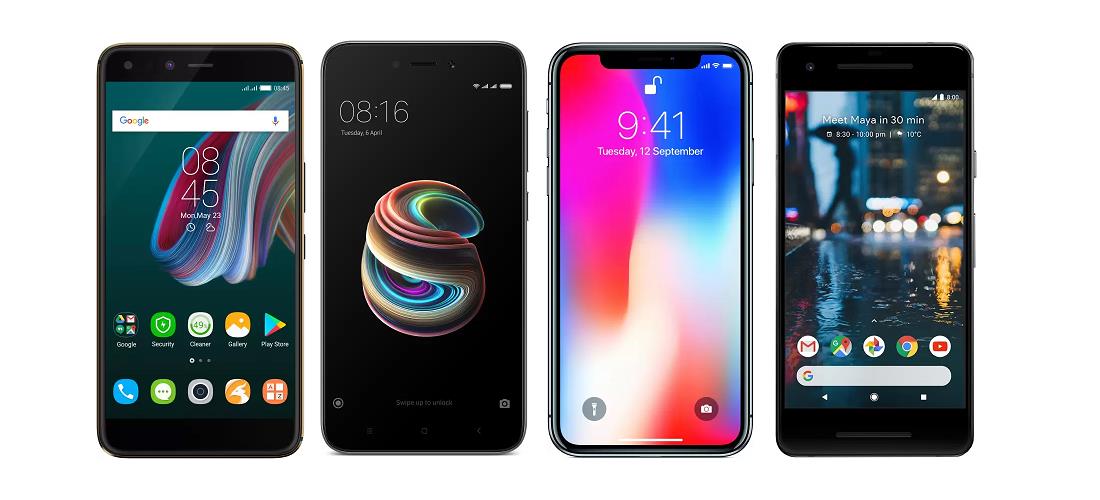 08:45
Google
08
45
Mon,May 23
49%
Google
Security
Cleaner
Gallery
Play Store
08:16
Tuesday, 6 April
Swipe up to unlock
9:41
Tuesday, 12 September
8:00
Meet Maya in 30 min
8:30 - 10:00 pm | 10°C
G